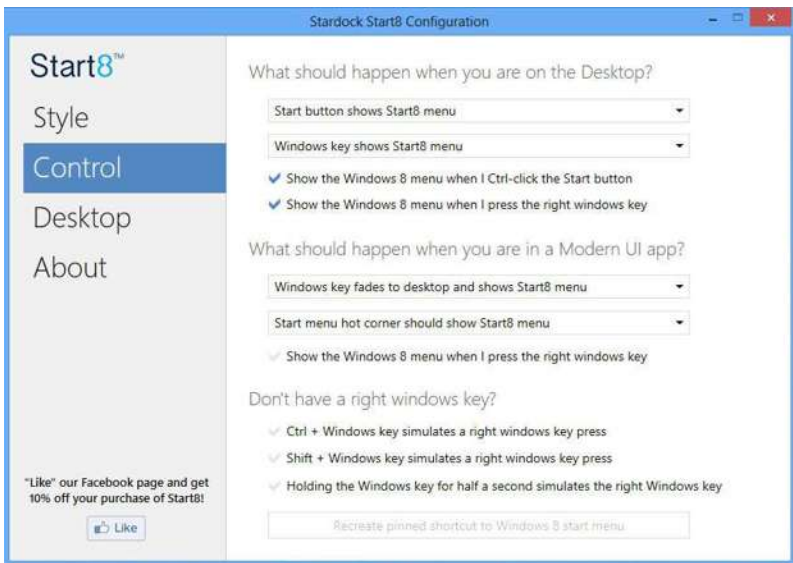 Stardock Start8 Configuration
Start8™
Style
Control
Desktop
About
"Like" our Facebook page and get
10% off your purchase of Start8!
Like
What should happen when you are on the Desktop?
Start button shows Start8 menu
Windows key shows Start8 menu
Show the Windows 8 menu when I Ctrl-click the Start button
Show the Windows 8 menu when I press the right windows key
What should happen when you are in a Modern UI app?
Windows key fades to desktop and shows Start8 menu
Start menu hot corner should show Start8 menu
Show the Windows 8 menu when I press the right windows key
Don't have a right windows key?
Ctrl + Windows key simulates a right windows key press
Shift + Windows key simulates a right windows key press
Holding the Windows key for half a second simulates the right Windows key
Recreate pinned shortcut to Windows 8 start menu